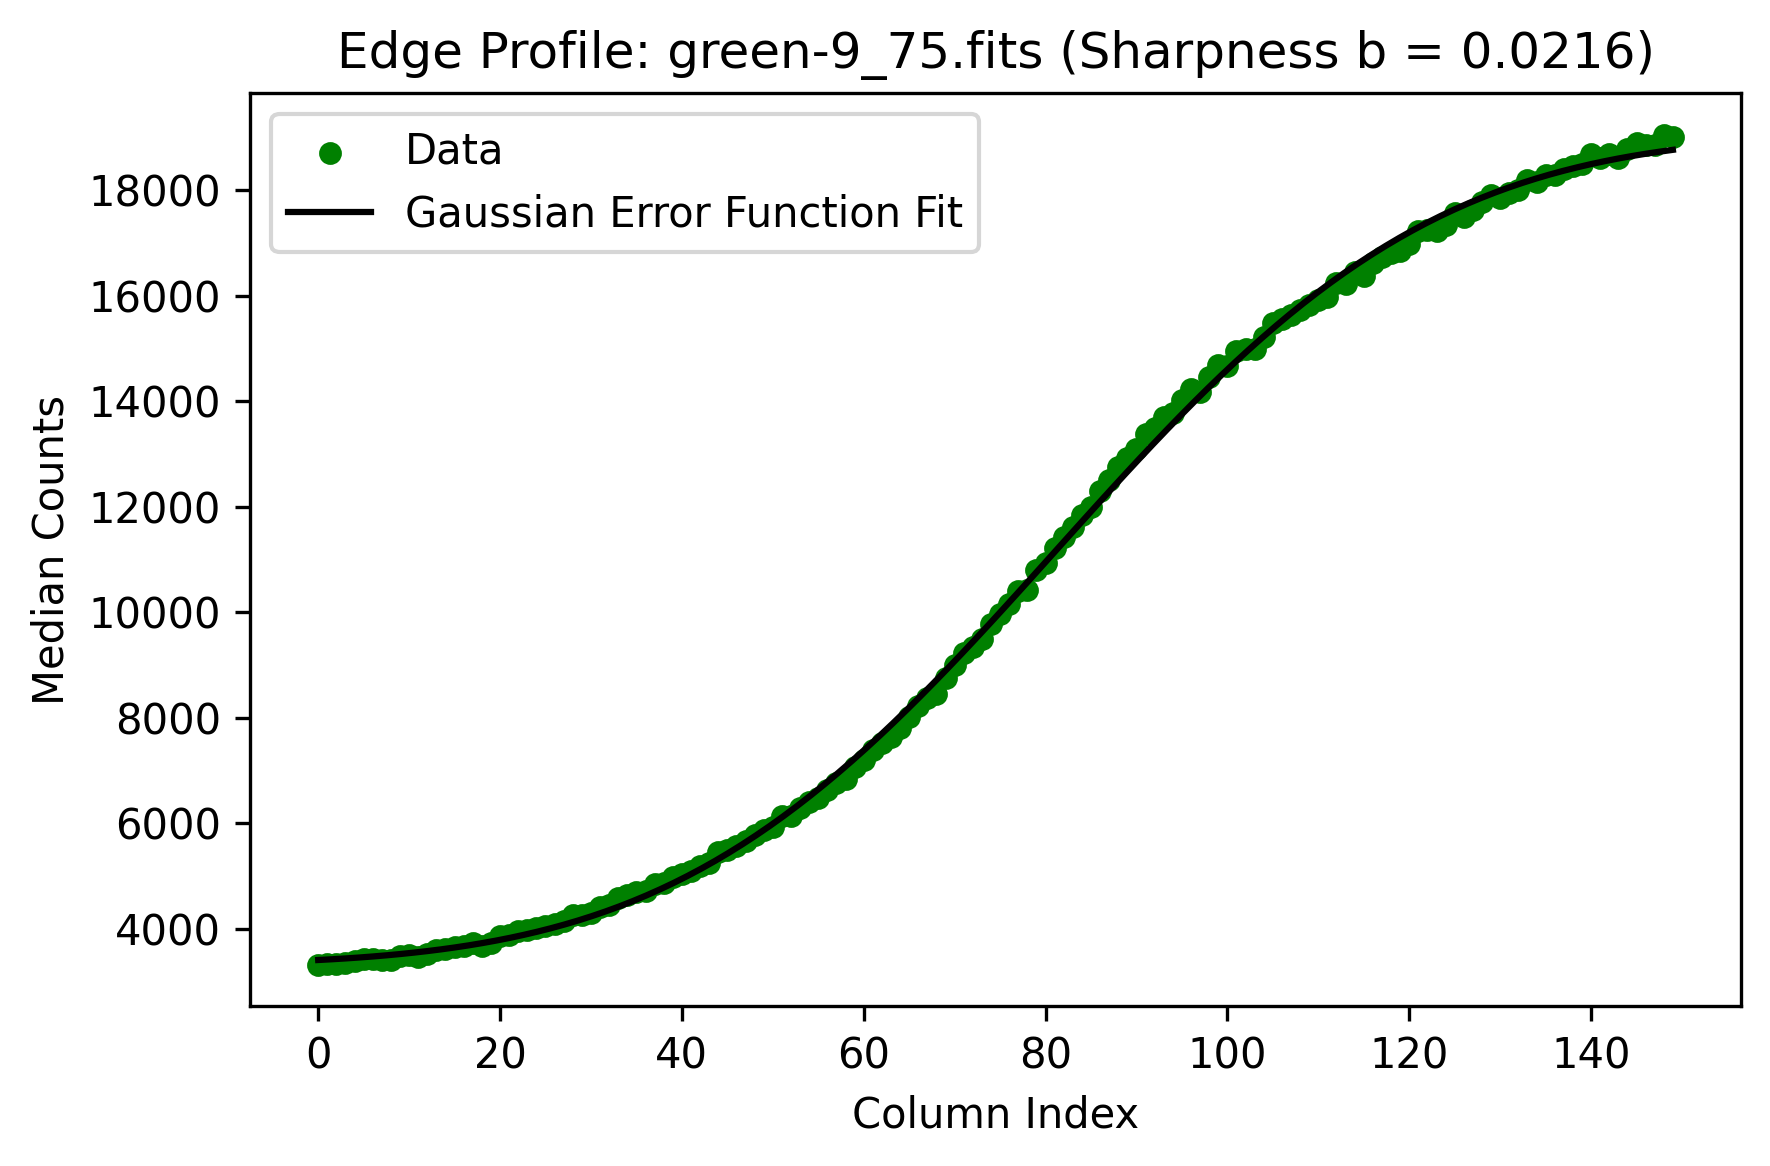 Edge Profile: green-9_75.fits (Sharpness b = 0.0216)
Data
Gaussian Error Function Fit
18000
16000
14000
12000
10000
8000
6000
4000
Median Counts
0 20 40 60 80 100 120 140
Column Index